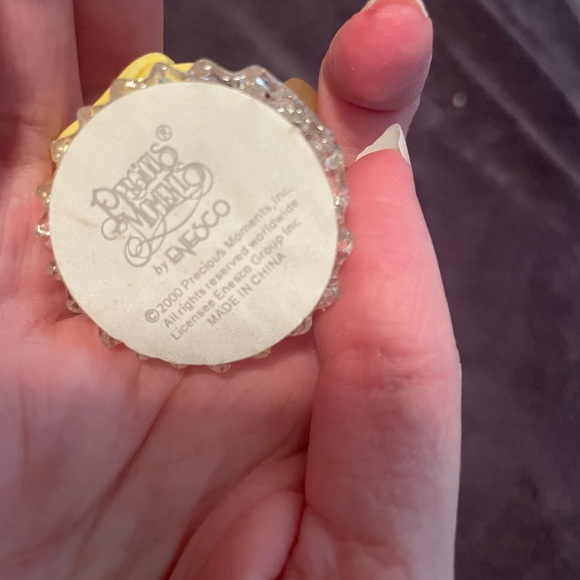 PRECIOUS
MOMENTS®
by ENESCO
©2000 Precious Moments, Inc.
All rights reserved worldwide
Licensee Enesco Group Inc
MADE IN CHINA